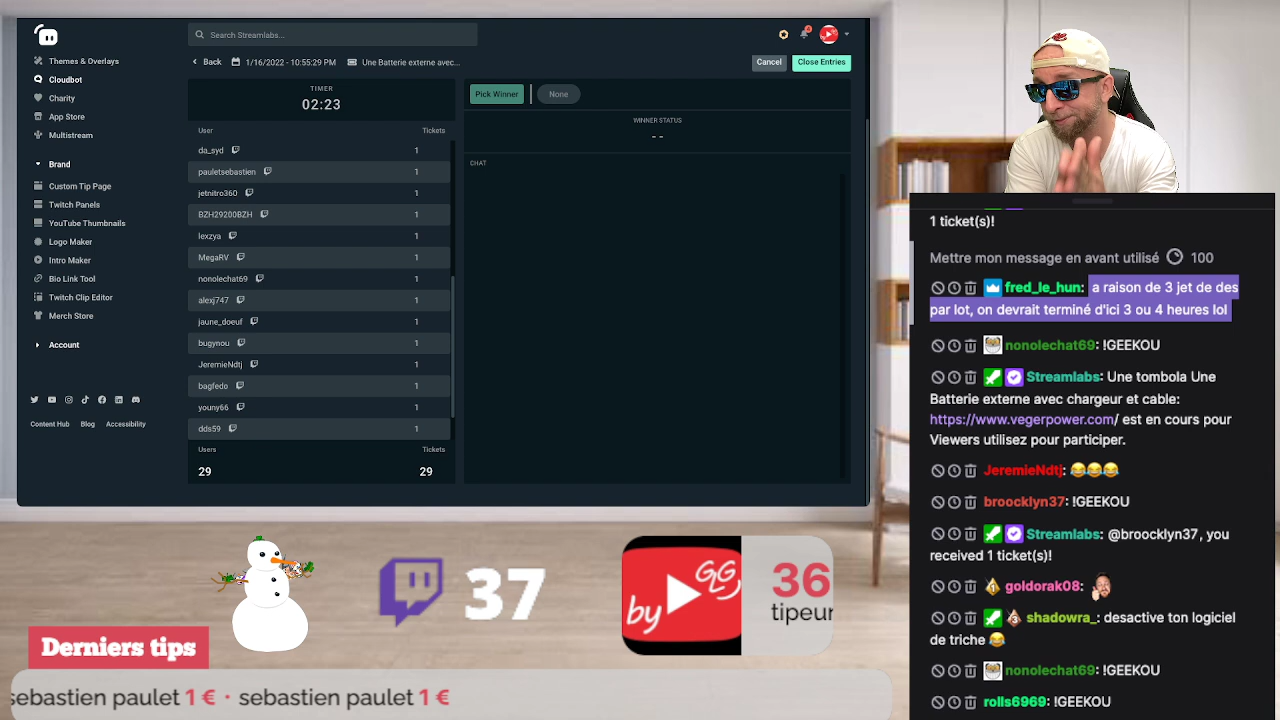 Search Streamlabs...
Themes & Overlays
Cloudbot
Charity
App Store
Multistream
Brand
Custom Tip Page
Twitch Panels
YouTube Thumbnails
Logo Maker
Intro Maker
Bio Link Tool
Twitch Clip Editor
Merch Store
Account
Content Hub Blog Accessibility
Back 1/16/2022 - 10:55:29 PM Une Batterie externe avec...
Cancel Close Entries
TIMER
02:23
User Tickets
da_syd 1
pauletsebastien 1
jetnitro360 1
BZH29200BZH 1
lexzya 1
MegaRV 1
nonolechat69 1
alexj747 1
jaune_doeuf 1
bugynou 1
JeremieNdtj 1
bagfedo 1
youny66 1
dds59 1
Users Tickets
29 29
Pick Winner None
WINNER STATUS
--
CHAT
1 ticket(s)!
Mettre mon message en avant utilisé 100
fred_le_hun: a raison de 3 jet de des
par lot, on devrait terminé d'ici 3 ou 4 heures lol
nonolechat69: !GEEKOU
Streamlabs: Une tombola Une
Batterie externe avec chargeur et cable:
https://www.vegerpower.com/ est en cours pour
Viewers utilisez pour participer.
JeremieNdtj: 😂😂😂
broocklyn37: !GEEKOU
Streamlabs: @broocklyn37, you
received 1 ticket(s)!
goldorak08:
shadowra_: desactive ton logiciel
de triche 😂
nonolechat69: !GEEKOU
rolls6969: !GEEKOU
37
by GLG
36
tipeur
Derniers tips
sebastien paulet 1 € · sebastien paulet 1 €